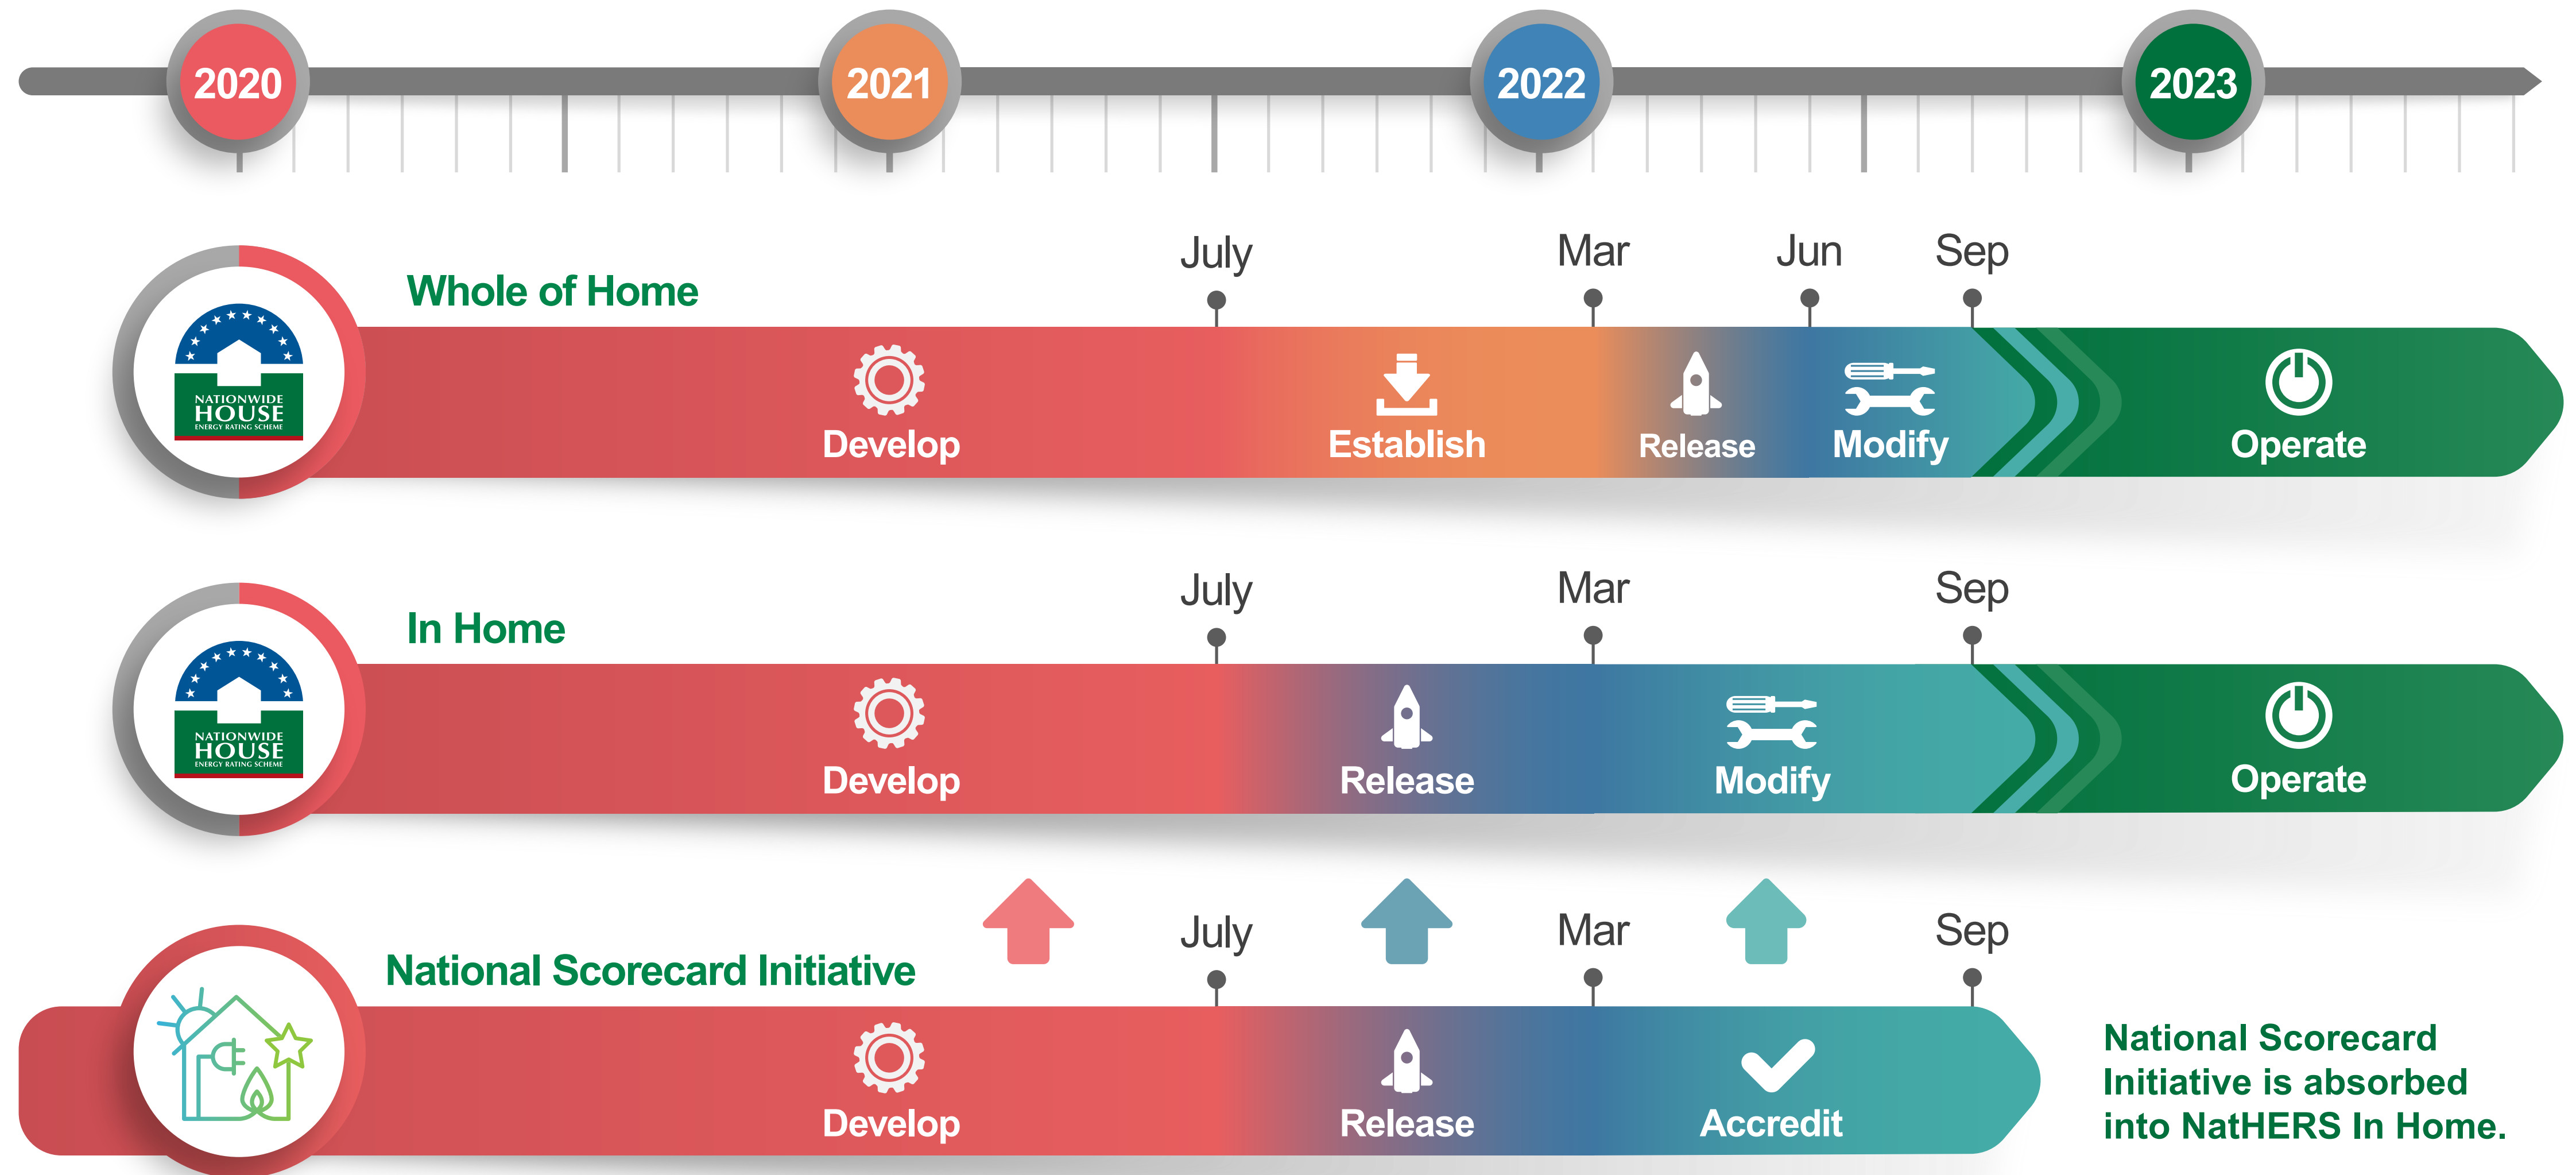 2020
2021
2022
2023
July
Mar
Jun
Sep
Whole of Home
NATIONWIDE
HOUSE
ENERGY RATING SCHEME
Develop
Establish
Release
Modify
Operate
July
Mar
Sep
In Home
NATIONWIDE
HOUSE
ENERGY RATING SCHEME
Develop
Release
Modify
Operate
July
Mar
Sep
National Scorecard Initiative
Develop
Release
Accredit
National Scorecard
Initiative is absorbed
into NatHERS In Home.